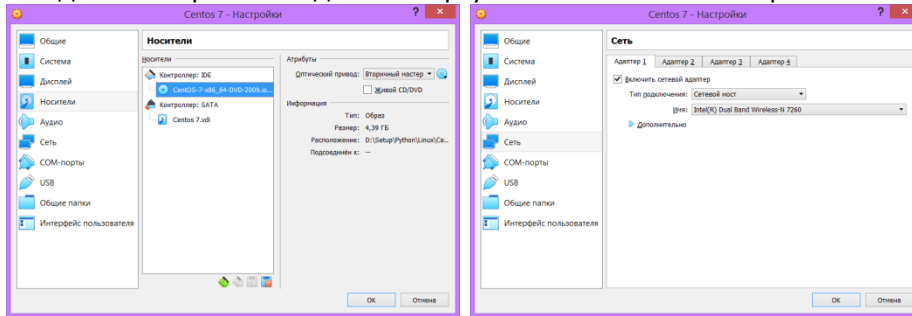 Centos 7 - Настройки
?
×
Общие
Система
Дисплей
Носители
Аудио
Сеть
COM-порты
USB
Общие папки
Интерфейс пользователя
Носители
Носители
Контроллер: IDE
CentOS-7-x86_64-DVD-2009.is...
Контроллер: SATA
Centos 7.vdi
Атрибуты
Оптический привод: Вторичный мастер
Живой CD/DVD
Информация
Тип: Образ
Размер: 4,39 ГБ
Расположение: D:\Setup\Python\Linux\Ce...
Подсоединён к: —
OK Отмена
Centos 7 - Настройки
?
×
Общие
Система
Дисплей
Носители
Аудио
Сеть
COM-порты
USB
Общие папки
Интерфейс пользователя
Сеть
Адаптер 1 Адаптер 2 Адаптер 3 Адаптер 4
Включить сетевой адаптер
Тип подключения: Сетевой мост
Имя: Intel(R) Dual Band Wireless-N 7260
Дополнительно
OK Отмена